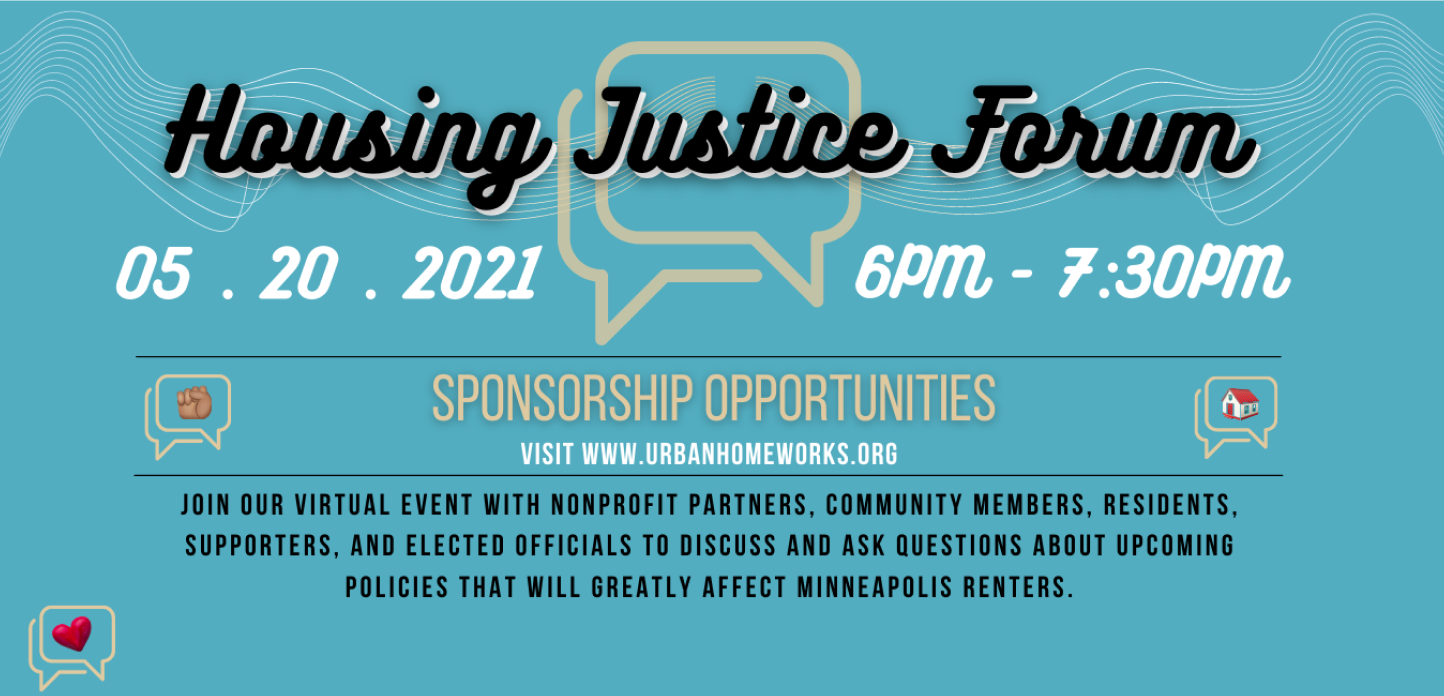 Housing Justice Forum
05 . 20 . 2021
6PM - 7:30PM
SPONSORSHIP OPPORTUNITIES
VISIT WWW.URBANHOMEWORKS.ORG
JOIN OUR VIRTUAL EVENT WITH NONPROFIT PARTNERS, COMMUNITY MEMBERS, RESIDENTS,
SUPPORTERS, AND ELECTED OFFICIALS TO DISCUSS AND ASK QUESTIONS ABOUT UPCOMING
POLICIES THAT WILL GREATLY AFFECT MINNEAPOLIS RENTERS.